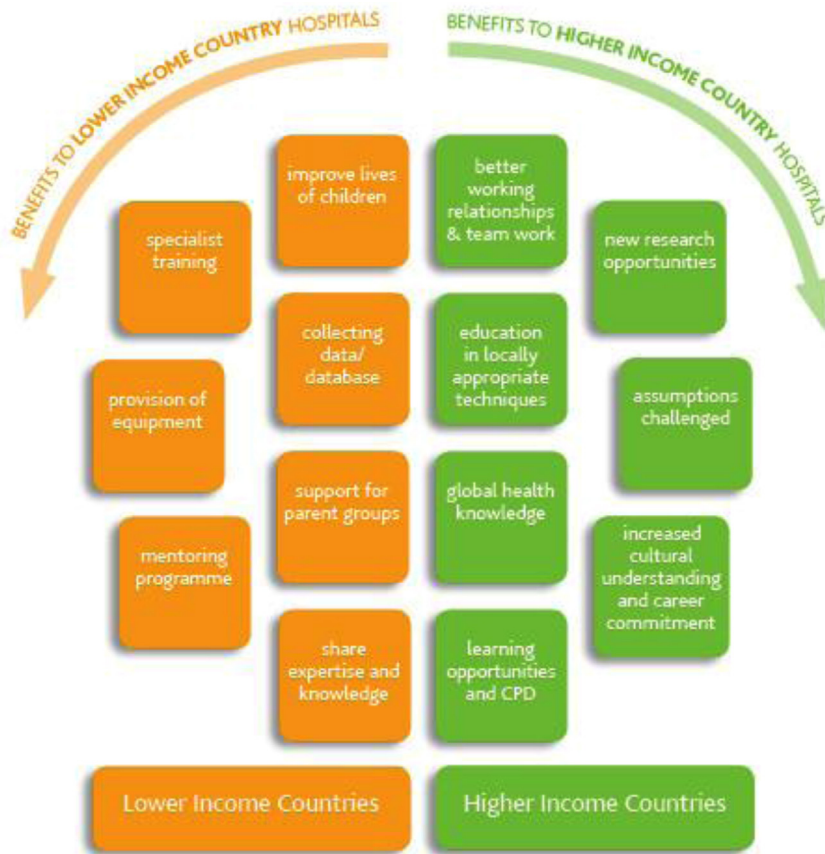 BENEFITS TO LOWER INCOME COUNTRY HOSPITALS
BENEFITS TO HIGHER INCOME COUNTRY HOSPITALS
improve lives
of children
specialist
training
collecting
data/
database
provision of
equipment
support for
parent groups
mentoring
programme
share
expertise and
knowledge
Lower Income Countries
better
working
relationships
& team work
new research
opportunities
education
in locally
appropriate
techniques
assumptions
challenged
global health
knowledge
increased
cultural
understanding
and career
commitment
learning
opportunities
and CPD
Higher Income Countries